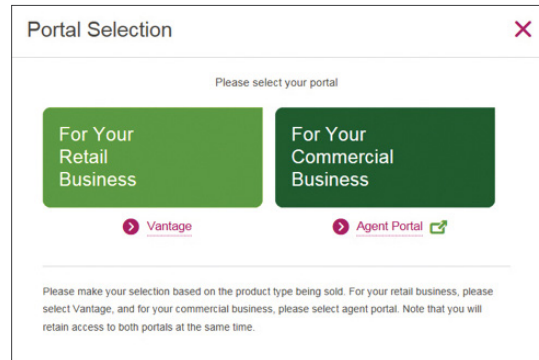 Portal Selection
Please select your portal
For Your
Retail
Business
For Your
Commercial
Business
Vantage
Agent Portal
Please make your selection based on the product type being sold. For your retail business, please
select Vantage, and for your commercial business, please select agent portal. Note that you will
retain access to both portals at the same time.